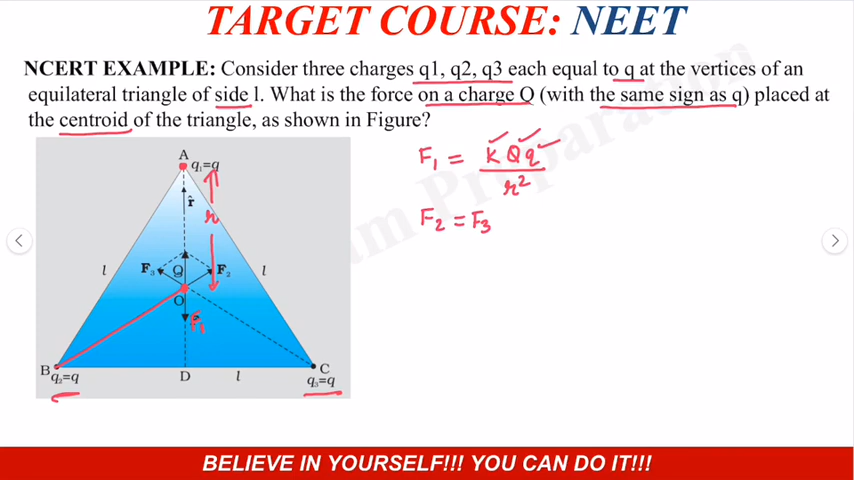 TARGET COURSE: NEET
NCERT EXAMPLE: Consider three charges q1, q2, q3 each equal to q at the vertices of an
equilateral triangle of side l. What is the force on a charge Q (with the same sign as q) placed at
the centroid of the triangle, as shown in Figure?
A
q₁=q
r̂
r
l
l
F₃
Q
F₂
O
F₁
B
q₂=q
D
l
C
q₃=q
F₁ = KQq
r²
F₂ = F₃
am Preparation
BELIEVE IN YOURSELF!!! YOU CAN DO IT!!!